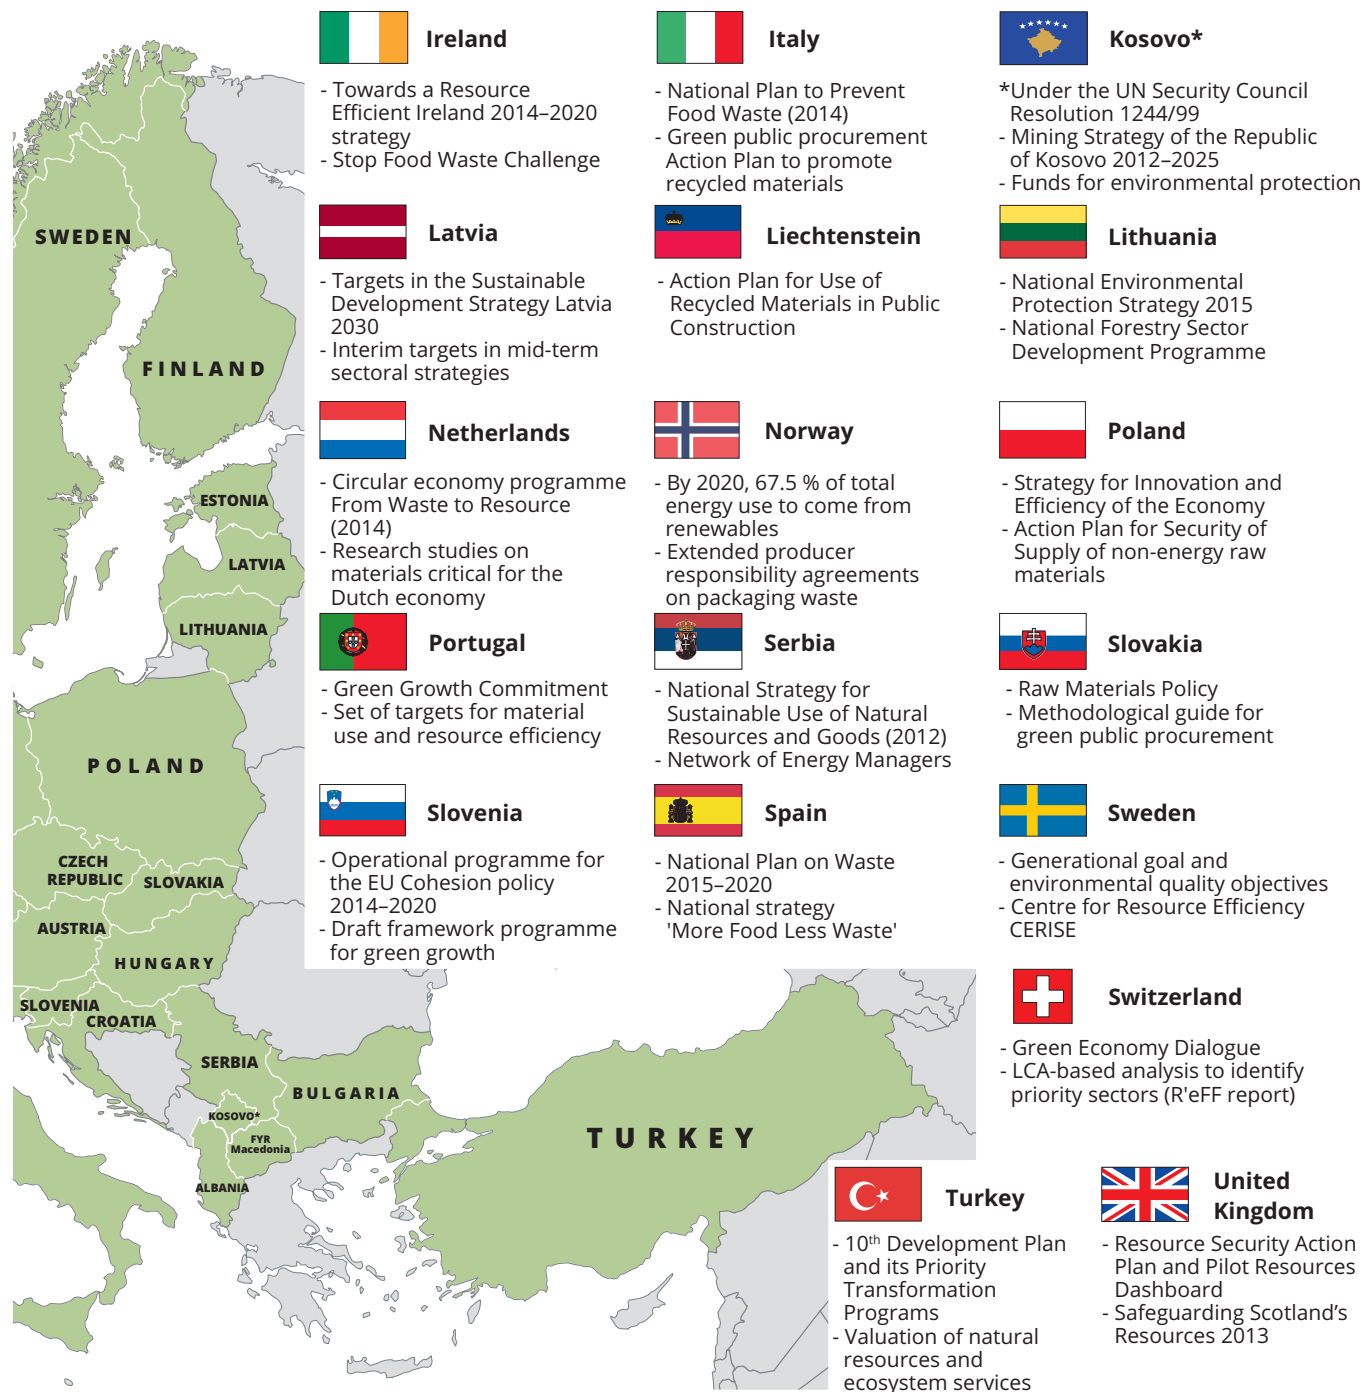 Ireland
- Towards a Resource
Efficient Ireland 2014–2020
strategy
- Stop Food Waste Challenge
Italy
- National Plan to Prevent
Food Waste (2014)
- Green public procurement
Action Plan to promote
recycled materials
Kosovo*
*Under the UN Security Council
Resolution 1244/99
- Mining Strategy of the Republic
of Kosovo 2012–2025
- Funds for environmental protection
Latvia
- Targets in the Sustainable
Development Strategy Latvia
2030
- Interim targets in mid-term
sectoral strategies
Liechtenstein
- Action Plan for Use of
Recycled Materials in Public
Construction
Lithuania
- National Environmental
Protection Strategy 2015
- National Forestry Sector
Development Programme
Netherlands
- Circular economy programme
From Waste to Resource
(2014)
- Research studies on
materials critical for the
Dutch economy
Norway
- By 2020, 67.5 % of total
energy use to come from
renewables
- Extended producer
responsibility agreements
on packaging waste
Poland
- Strategy for Innovation and
Efficiency of the Economy
- Action Plan for Security of
Supply of non-energy raw
materials
Portugal
- Green Growth Commitment
- Set of targets for material
use and resource efficiency
Serbia
- National Strategy for
Sustainable Use of Natural
Resources and Goods (2012)
- Network of Energy Managers
Slovakia
- Raw Materials Policy
- Methodological guide for
green public procurement
Slovenia
- Operational programme for
the EU Cohesion policy
2014–2020
- Draft framework programme
for green growth
Spain
- National Plan on Waste
2015–2020
- National strategy
'More Food Less Waste'
Sweden
- Generational goal and
environmental quality objectives
- Centre for Resource Efficiency
CERISE
Switzerland
- Green Economy Dialogue
- LCA-based analysis to identify
priority sectors (R'eFF report)
Turkey
- 10th Development Plan
and its Priority
Transformation
Programs
- Valuation of natural
resources and
ecosystem services
United
Kingdom
- Resource Security Action
Plan and Pilot Resources
Dashboard
- Safeguarding Scotland's
Resources 2013
SWEDEN
FINLAND
ESTONIA
LATVIA
LITHUANIA
POLAND
CZECH
REPUBLIC
SLOVAKIA
AUSTRIA
HUNGARY
SLOVENIA
CROATIA
SERBIA
BULGARIA
KOSOVO*
FYR
Macedonia
ALBANIA
TURKEY